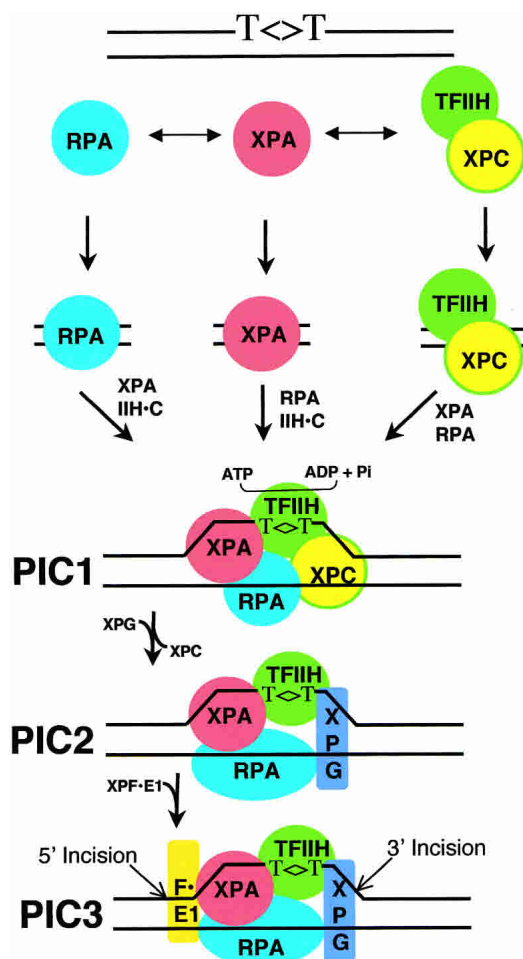 T<>T
TFIIH
RPA
XPA
XPC
TFIIH
RPA
XPA
XPC
XPA
IIH•C
RPA
IIH•C
XPA
RPA
ATP
ADP + Pi
TFIIH
T<>T
XPA
XPC
PIC1
RPA
XPG
XPC
TFIIH
T<>T
XPA
X
P
G
PIC2
RPA
XPF•E1
5' Incision
3' Incision
TFIIH
T<>T
F•
XPA
X
E1
P
PIC3
RPA
G